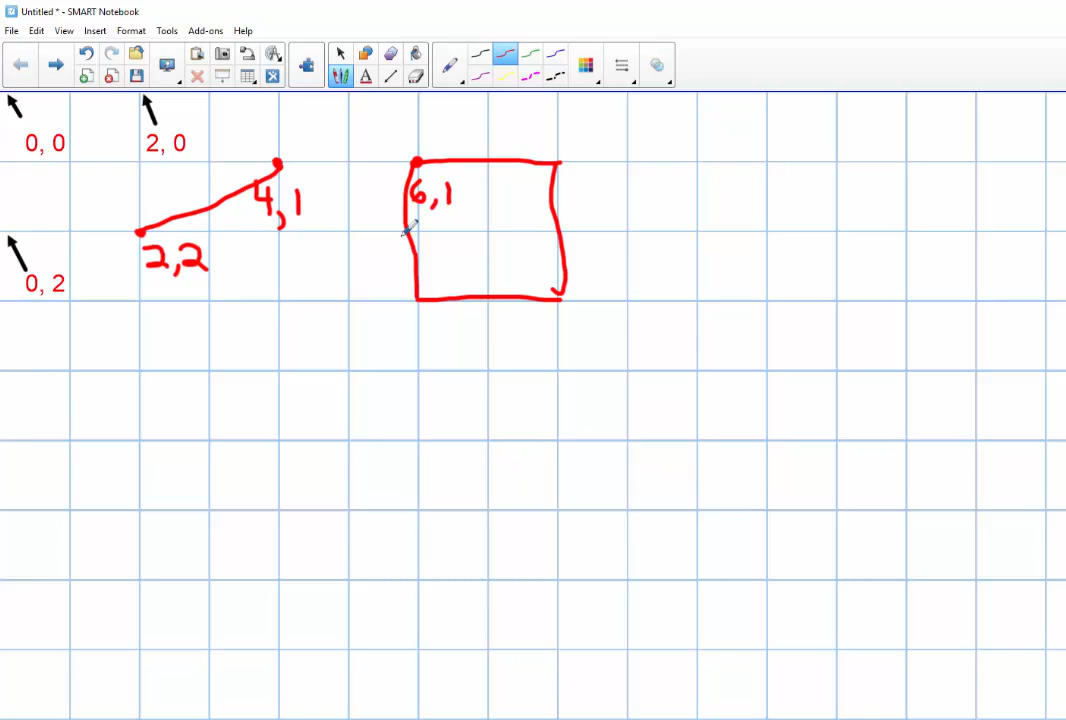 Untitled * - SMART Notebook
File Edit View Insert Format Tools Add-ons Help
A
0, 0
2, 0
4,1
6,1
2,2
0, 2